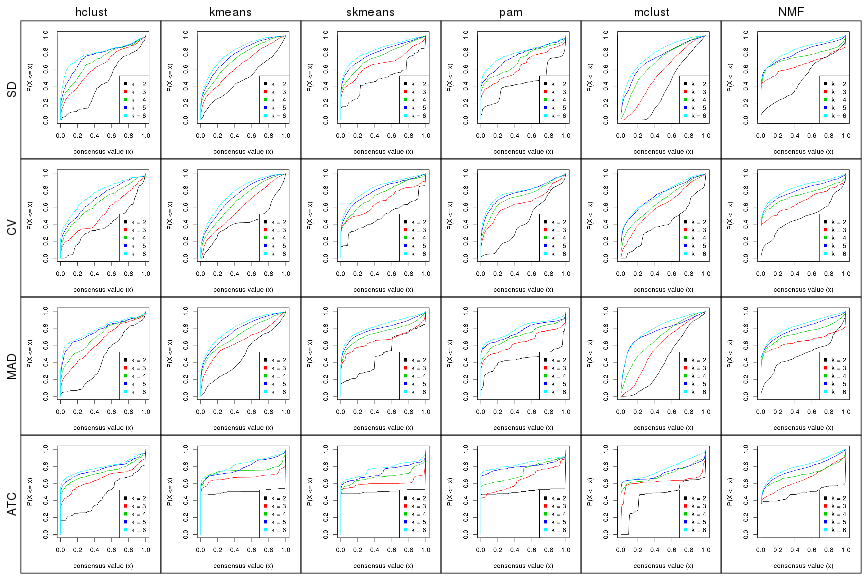 hclust kmeans skmeans pam mclust NMF
SD
CV
MAD
ATC
P(X <= x)
consensus value (x)
0.0 0.2 0.4 0.6 0.8 1.0
k = 2
k = 3
k = 4
k = 5
k = 6